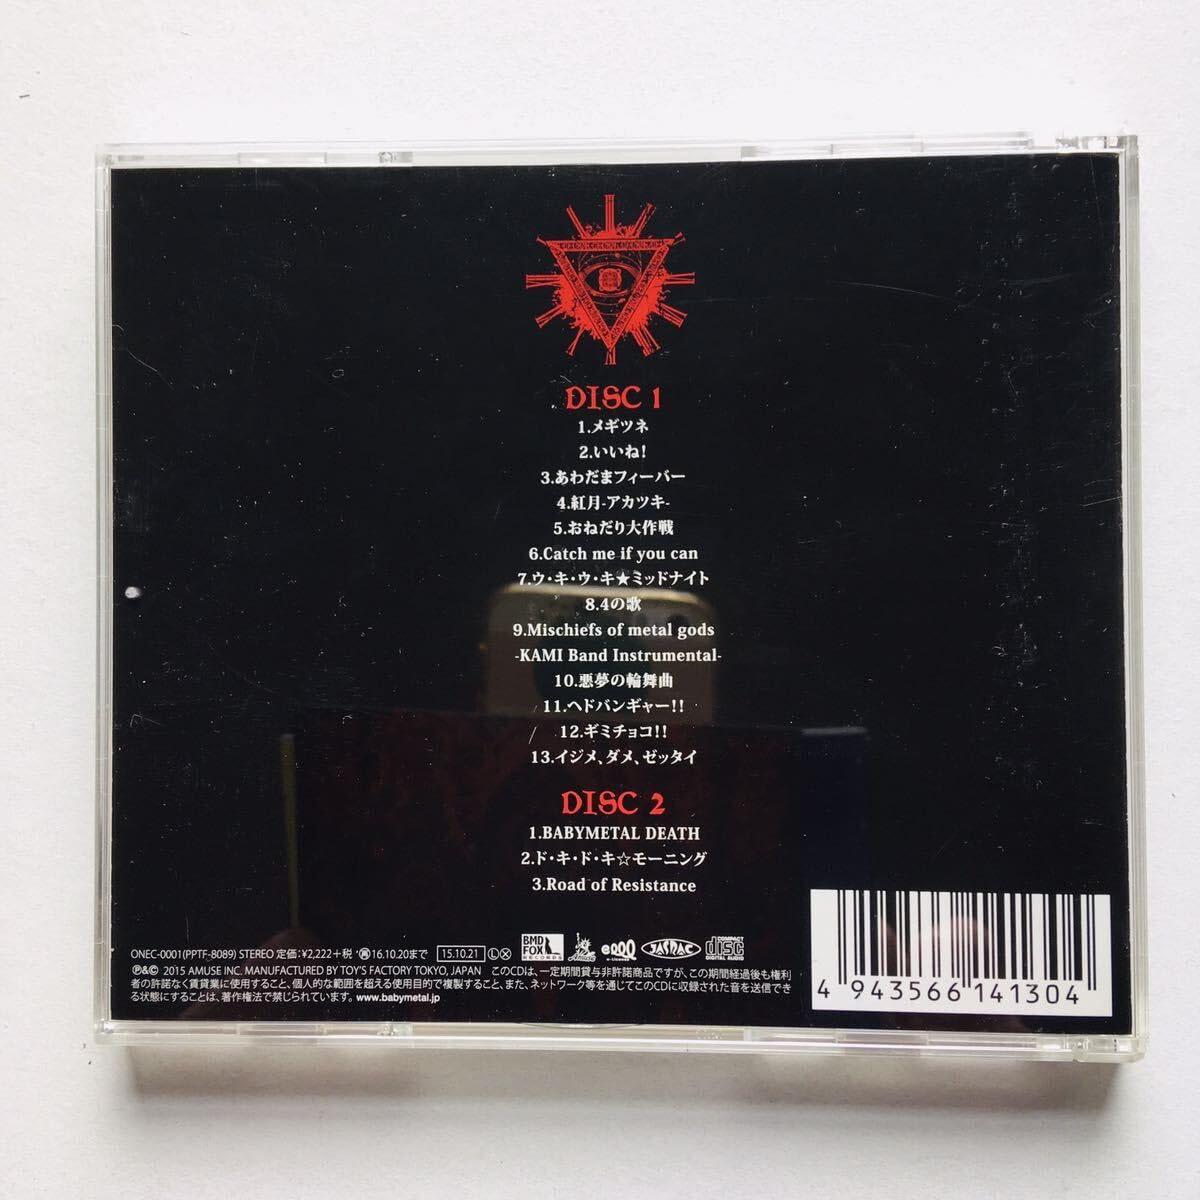 DISC 1
1.メギツネ
2.いいね!
3.あわだまフィーバー
4.紅月-アカツキ-
5.おねだり大作戦
6.Catch me if you can
7.ウ・キ・ウ・キ★ミッドナイト
8.4の歌
9.Mischiefs of metal gods
-KAMI Band Instrumental-
10.悪夢の輪舞曲
11.ヘドバンギャー!!
12.ギミチョコ!!
13.イジメ、ダメ、ゼッタイ
DISC 2
1.BABYMETAL DEATH
2.ド・キ・ド・キ☆モーニング
3.Road of Resistance
ONEC-0001(PPTF-8089) STEREO 定価:¥2,222+税・再16.10.20まで 15.10.21 LX
BMD FOX RECORDS Amuse e-License JASRAC COMPACT disc DIGITAL AUDIO
℗&© 2015 AMUSE INC. MANUFACTURED BY TOY'S FACTORY TOKYO, JAPAN このCDは、一定期間貸与非許諾商品ですが、この期間経過後も権利
者の許諾なく賃貸業に使用すること、個人的な範囲を超える使用目的で複製すること、また、ネットワーク等を通じてこのCDに収録された音を送信でき
る状態にすることは、著作権法で禁じられています。 www.babymetal.jp
4 943566 141304